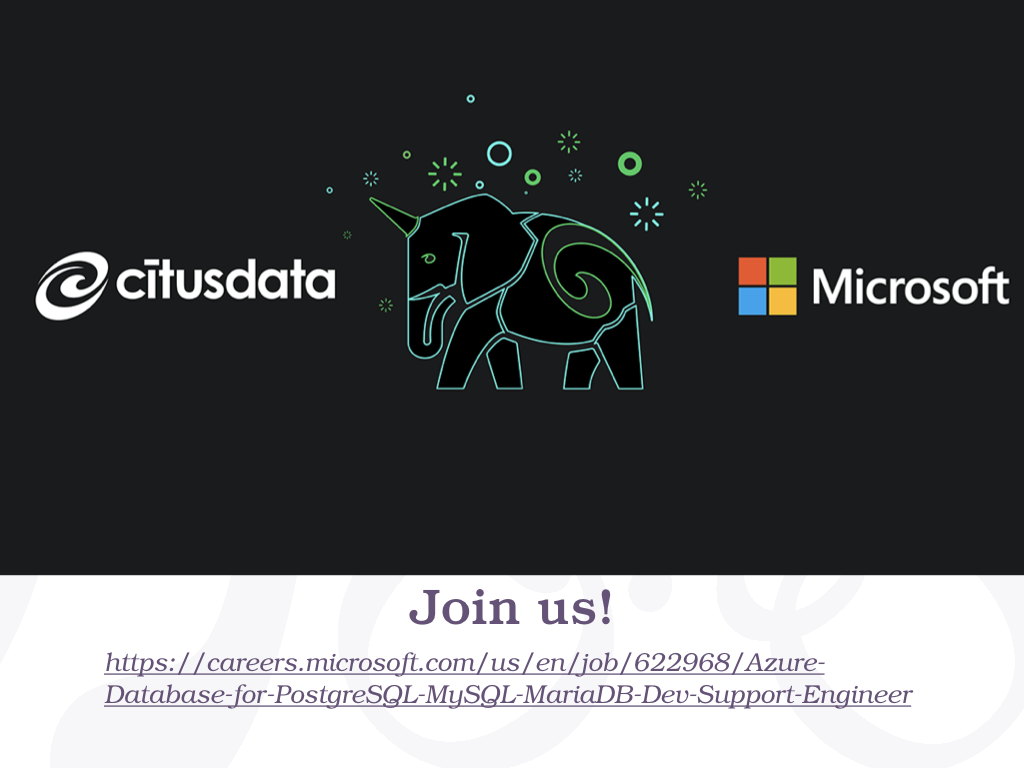 cītusdata
Microsoft
Join us!
https://careers.microsoft.com/us/en/job/622968/Azure-
Database-for-PostgreSQL-MySQL-MariaDB-Dev-Support-Engineer